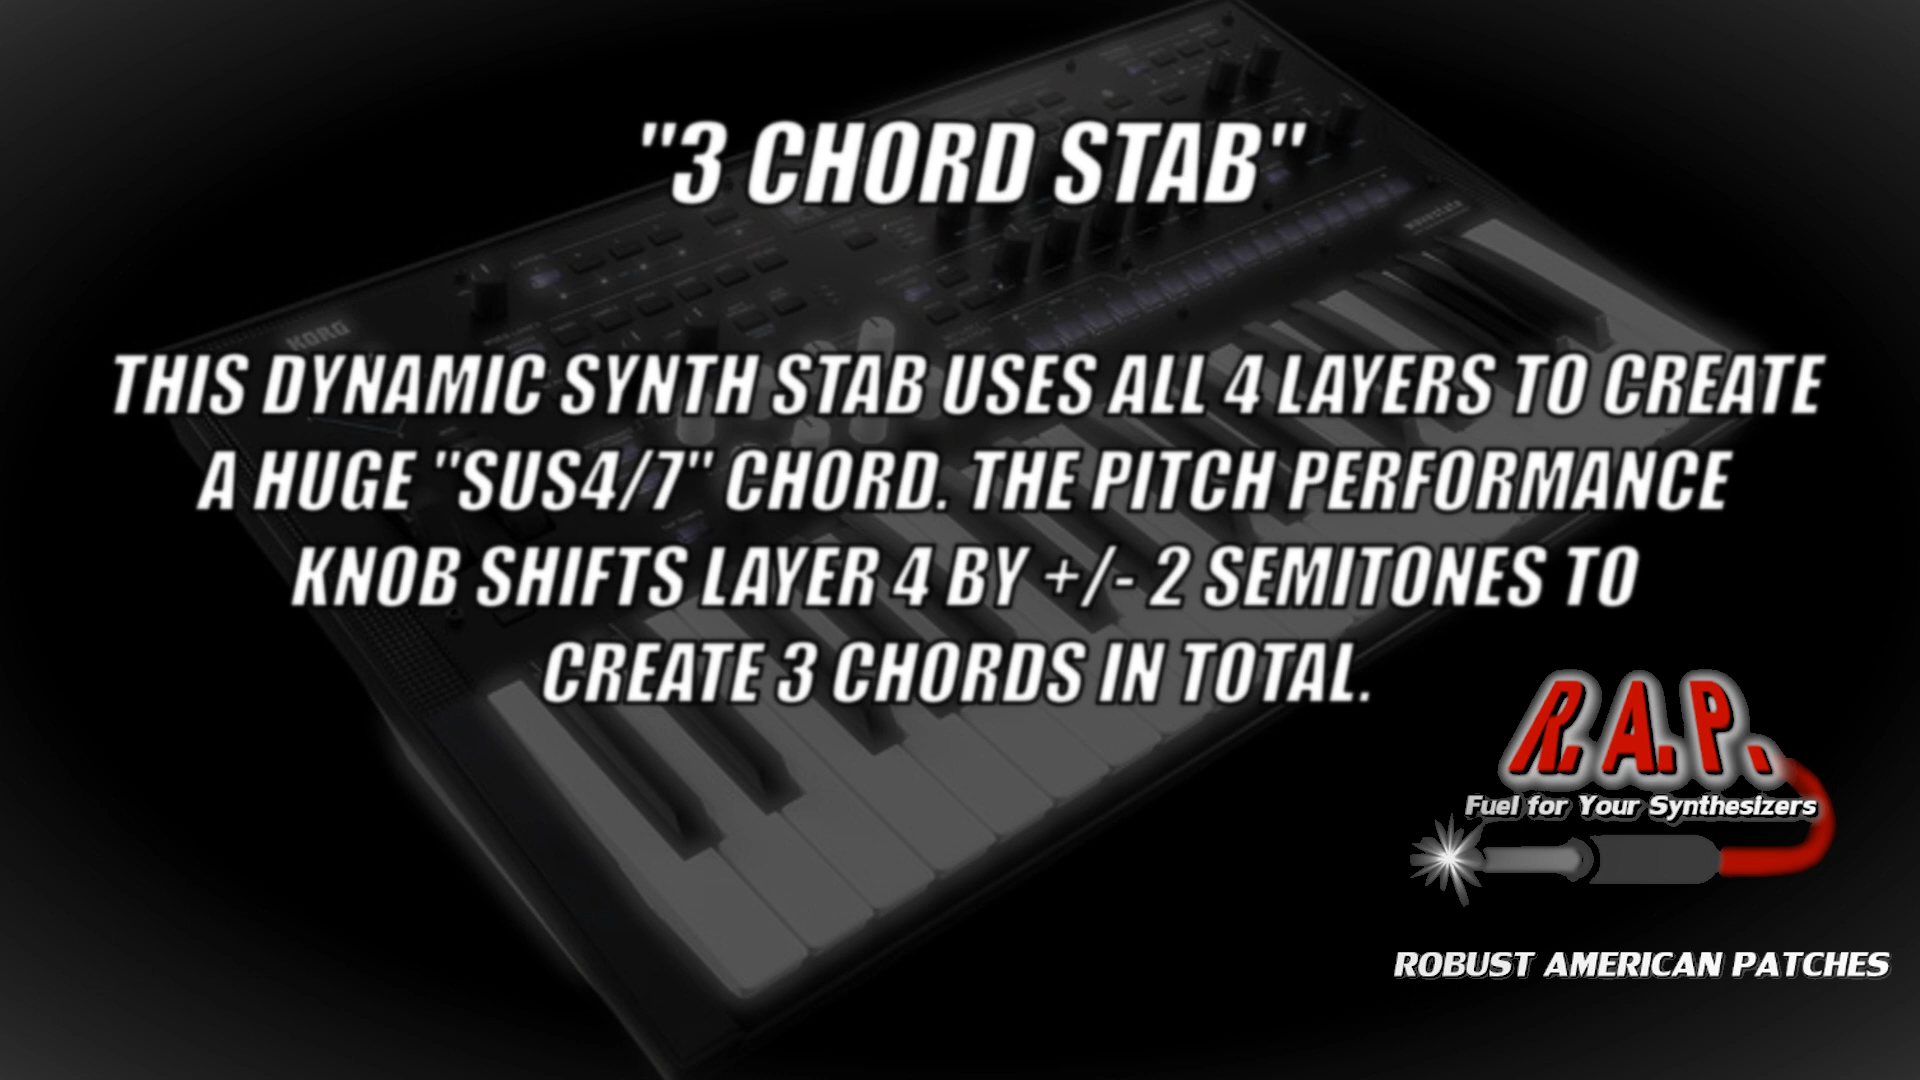 "3 CHORD STAB"
THIS DYNAMIC SYNTH STAB USES ALL 4 LAYERS TO CREATE
A HUGE "SUS4/7" CHORD. THE PITCH PERFORMANCE
KNOB SHIFTS LAYER 4 BY +/- 2 SEMITONES TO
CREATE 3 CHORDS IN TOTAL.
KORG
wavestate
R.A.P.
Fuel for Your Synthesizers
ROBUST AMERICAN PATCHES